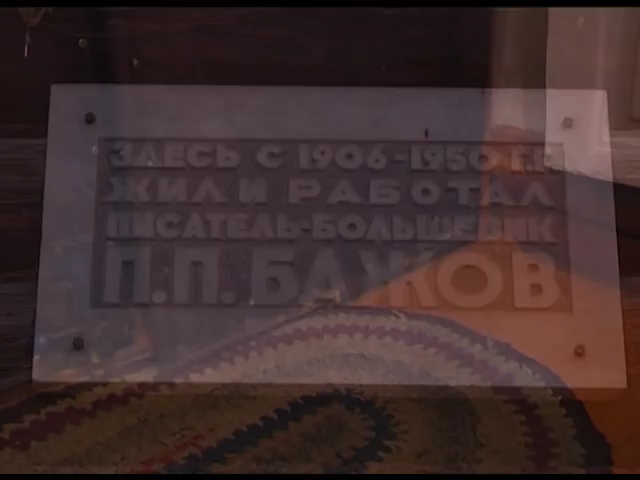 ЗДЕСЬ С 1906-1950 Г.Г.
ЖИЛ И РАБОТАЛ
ПИСАТЕЛЬ-БОЛЬШЕВИК
П.П.БАЖОВ